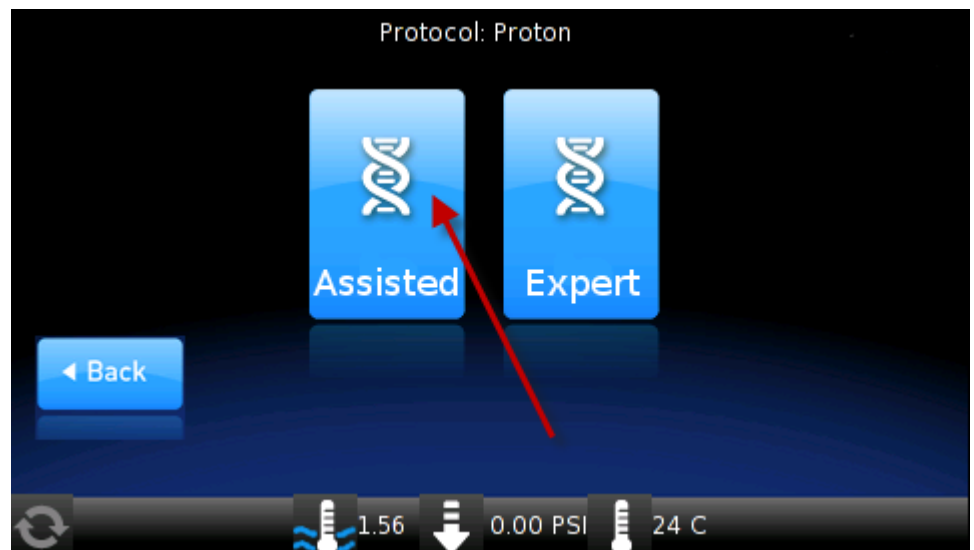 Protocol: Proton
Assisted
Expert
Back
1.56
0.00 PSI
24 C